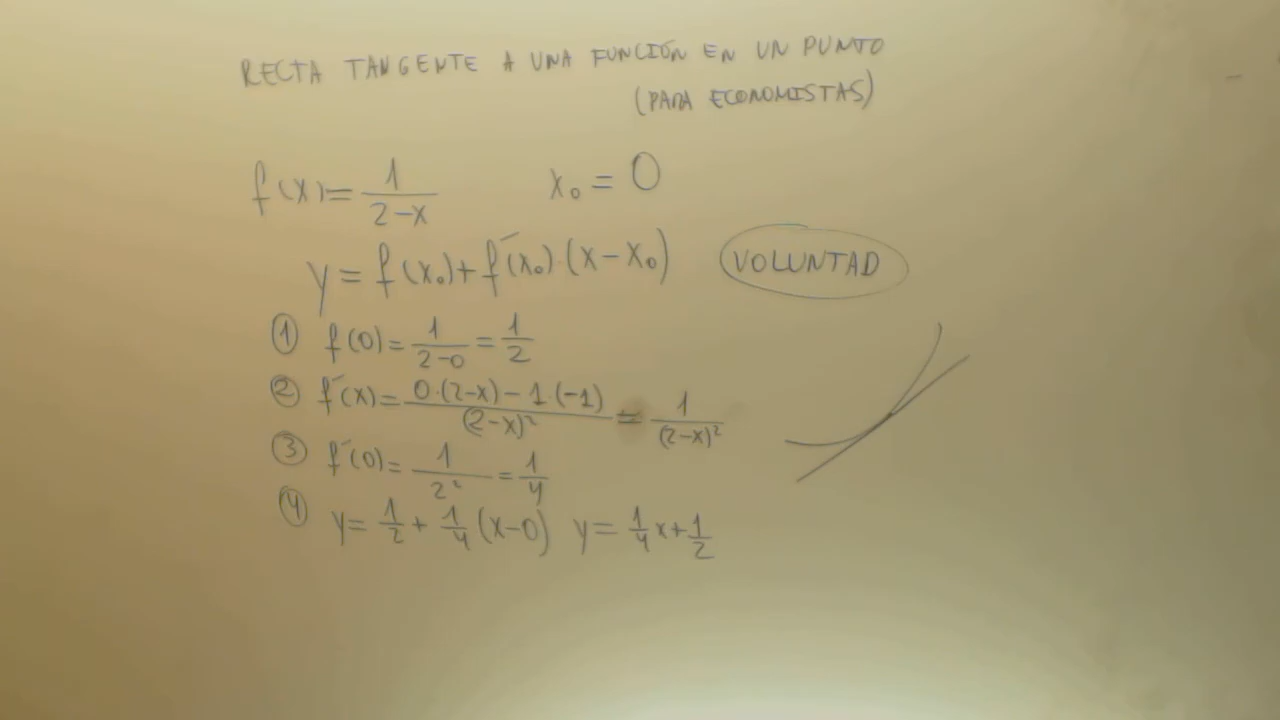 RECTA TANGENTE A UNA FUNCIÓN EN UN PUNTO
(PARA ECONOMISTAS)
f(x)=1/(2-x) x₀ = 0
y = f(x₀)+f'(x₀)·(x-x₀) VOLUNTAD
① f(0)=1/(2-0)=1/2
② f'(x)=(0·(2-x)-1·(-1))/(2-x)²=1/(2-x)²
③ f'(0)=1/2²=1/4
④ y=1/2+1/4(x-0) y=1/4x+1/2